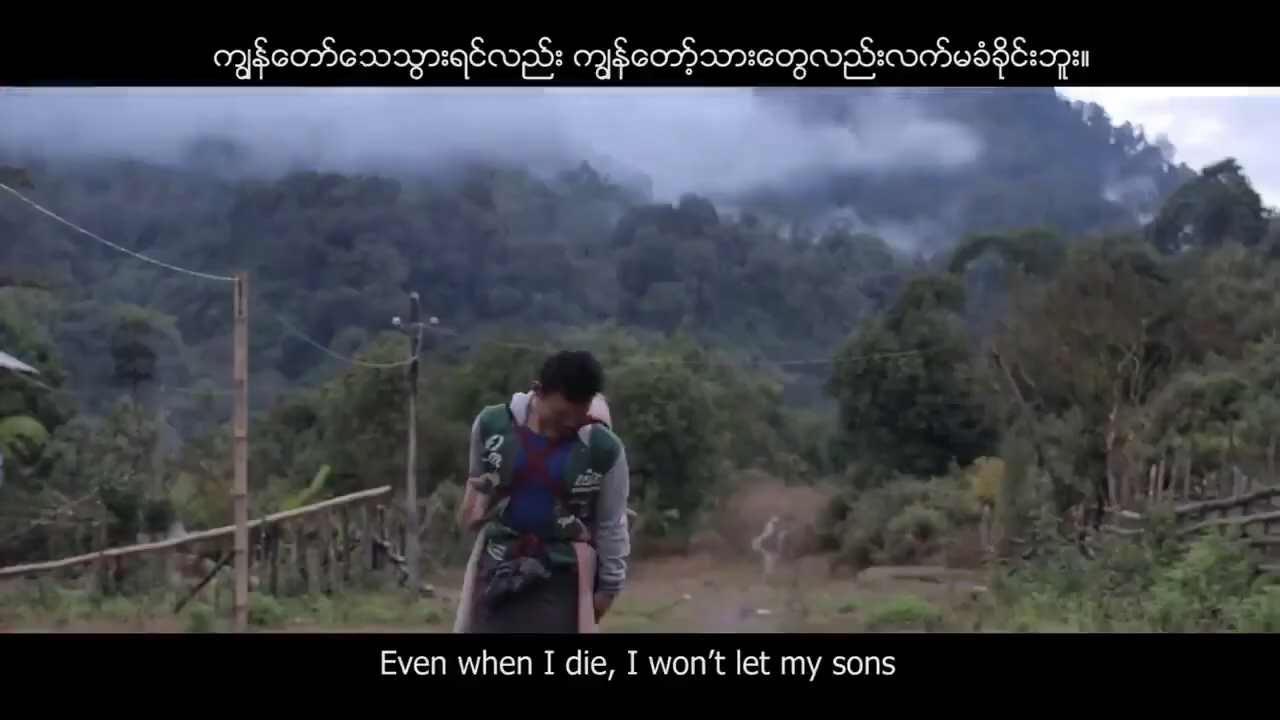 ကျွန်တော်သေသွားရင်လည်း ကျွန်တော့်သားတွေလည်းလက်မခံခိုင်းဘူး။
Even when I die, I won't let my sons